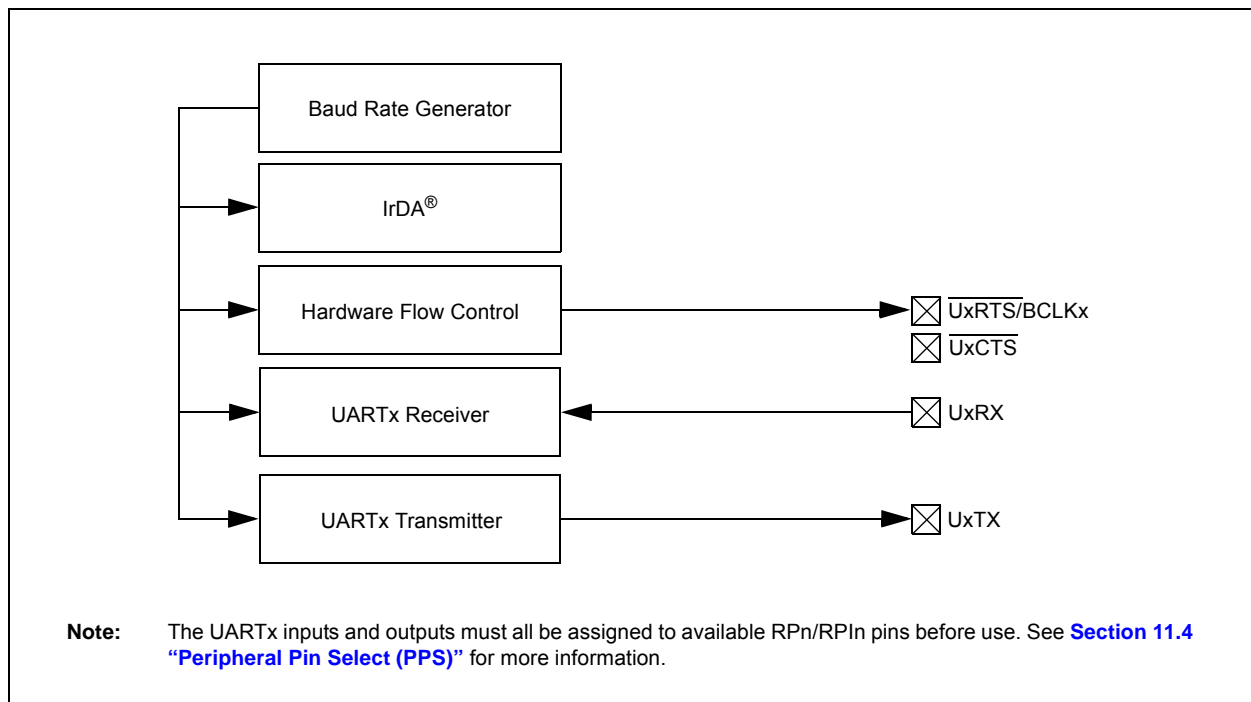 Baud Rate Generator
IrDA®
Hardware Flow Control
UxRTS/BCLKx
UxCTS
UARTx Receiver
UxRX
UARTx Transmitter
UxTX
Note: The UARTx inputs and outputs must all be assigned to available RPn/RPIn pins before use. See Section 11.4
“Peripheral Pin Select (PPS)” for more information.